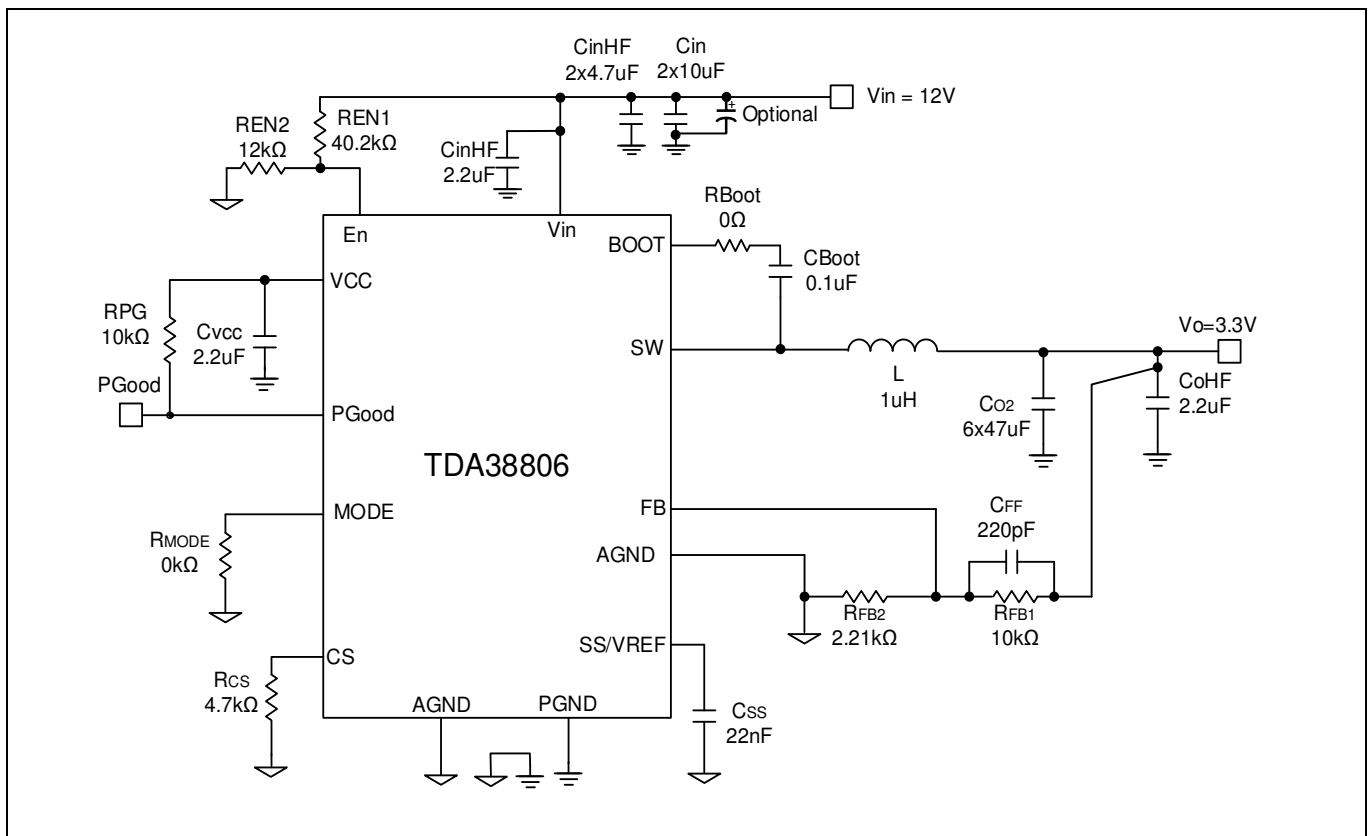 CinHF
2x4.7uF
Cin
2x10uF
Vin = 12V
Optional
+
REN1
40.2kΩ
REN2
12kΩ
CinHF
2.2uF
RBoot
0Ω
En
Vin
BOOT
CBoot
0.1uF
VCC
RPG
10kΩ
Cvcc
2.2uF
SW
Vo=3.3V
L
1uH
PGood
PGood
CO2
6x47uF
CoHF
2.2uF
TDA38806
MODE
FB
CFF
220pF
RMODE
0kΩ
AGND
RFB2
2.21kΩ
RFB1
10kΩ
SS/VREF
CS
RCS
4.7kΩ
AGND
PGND
CSS
22nF